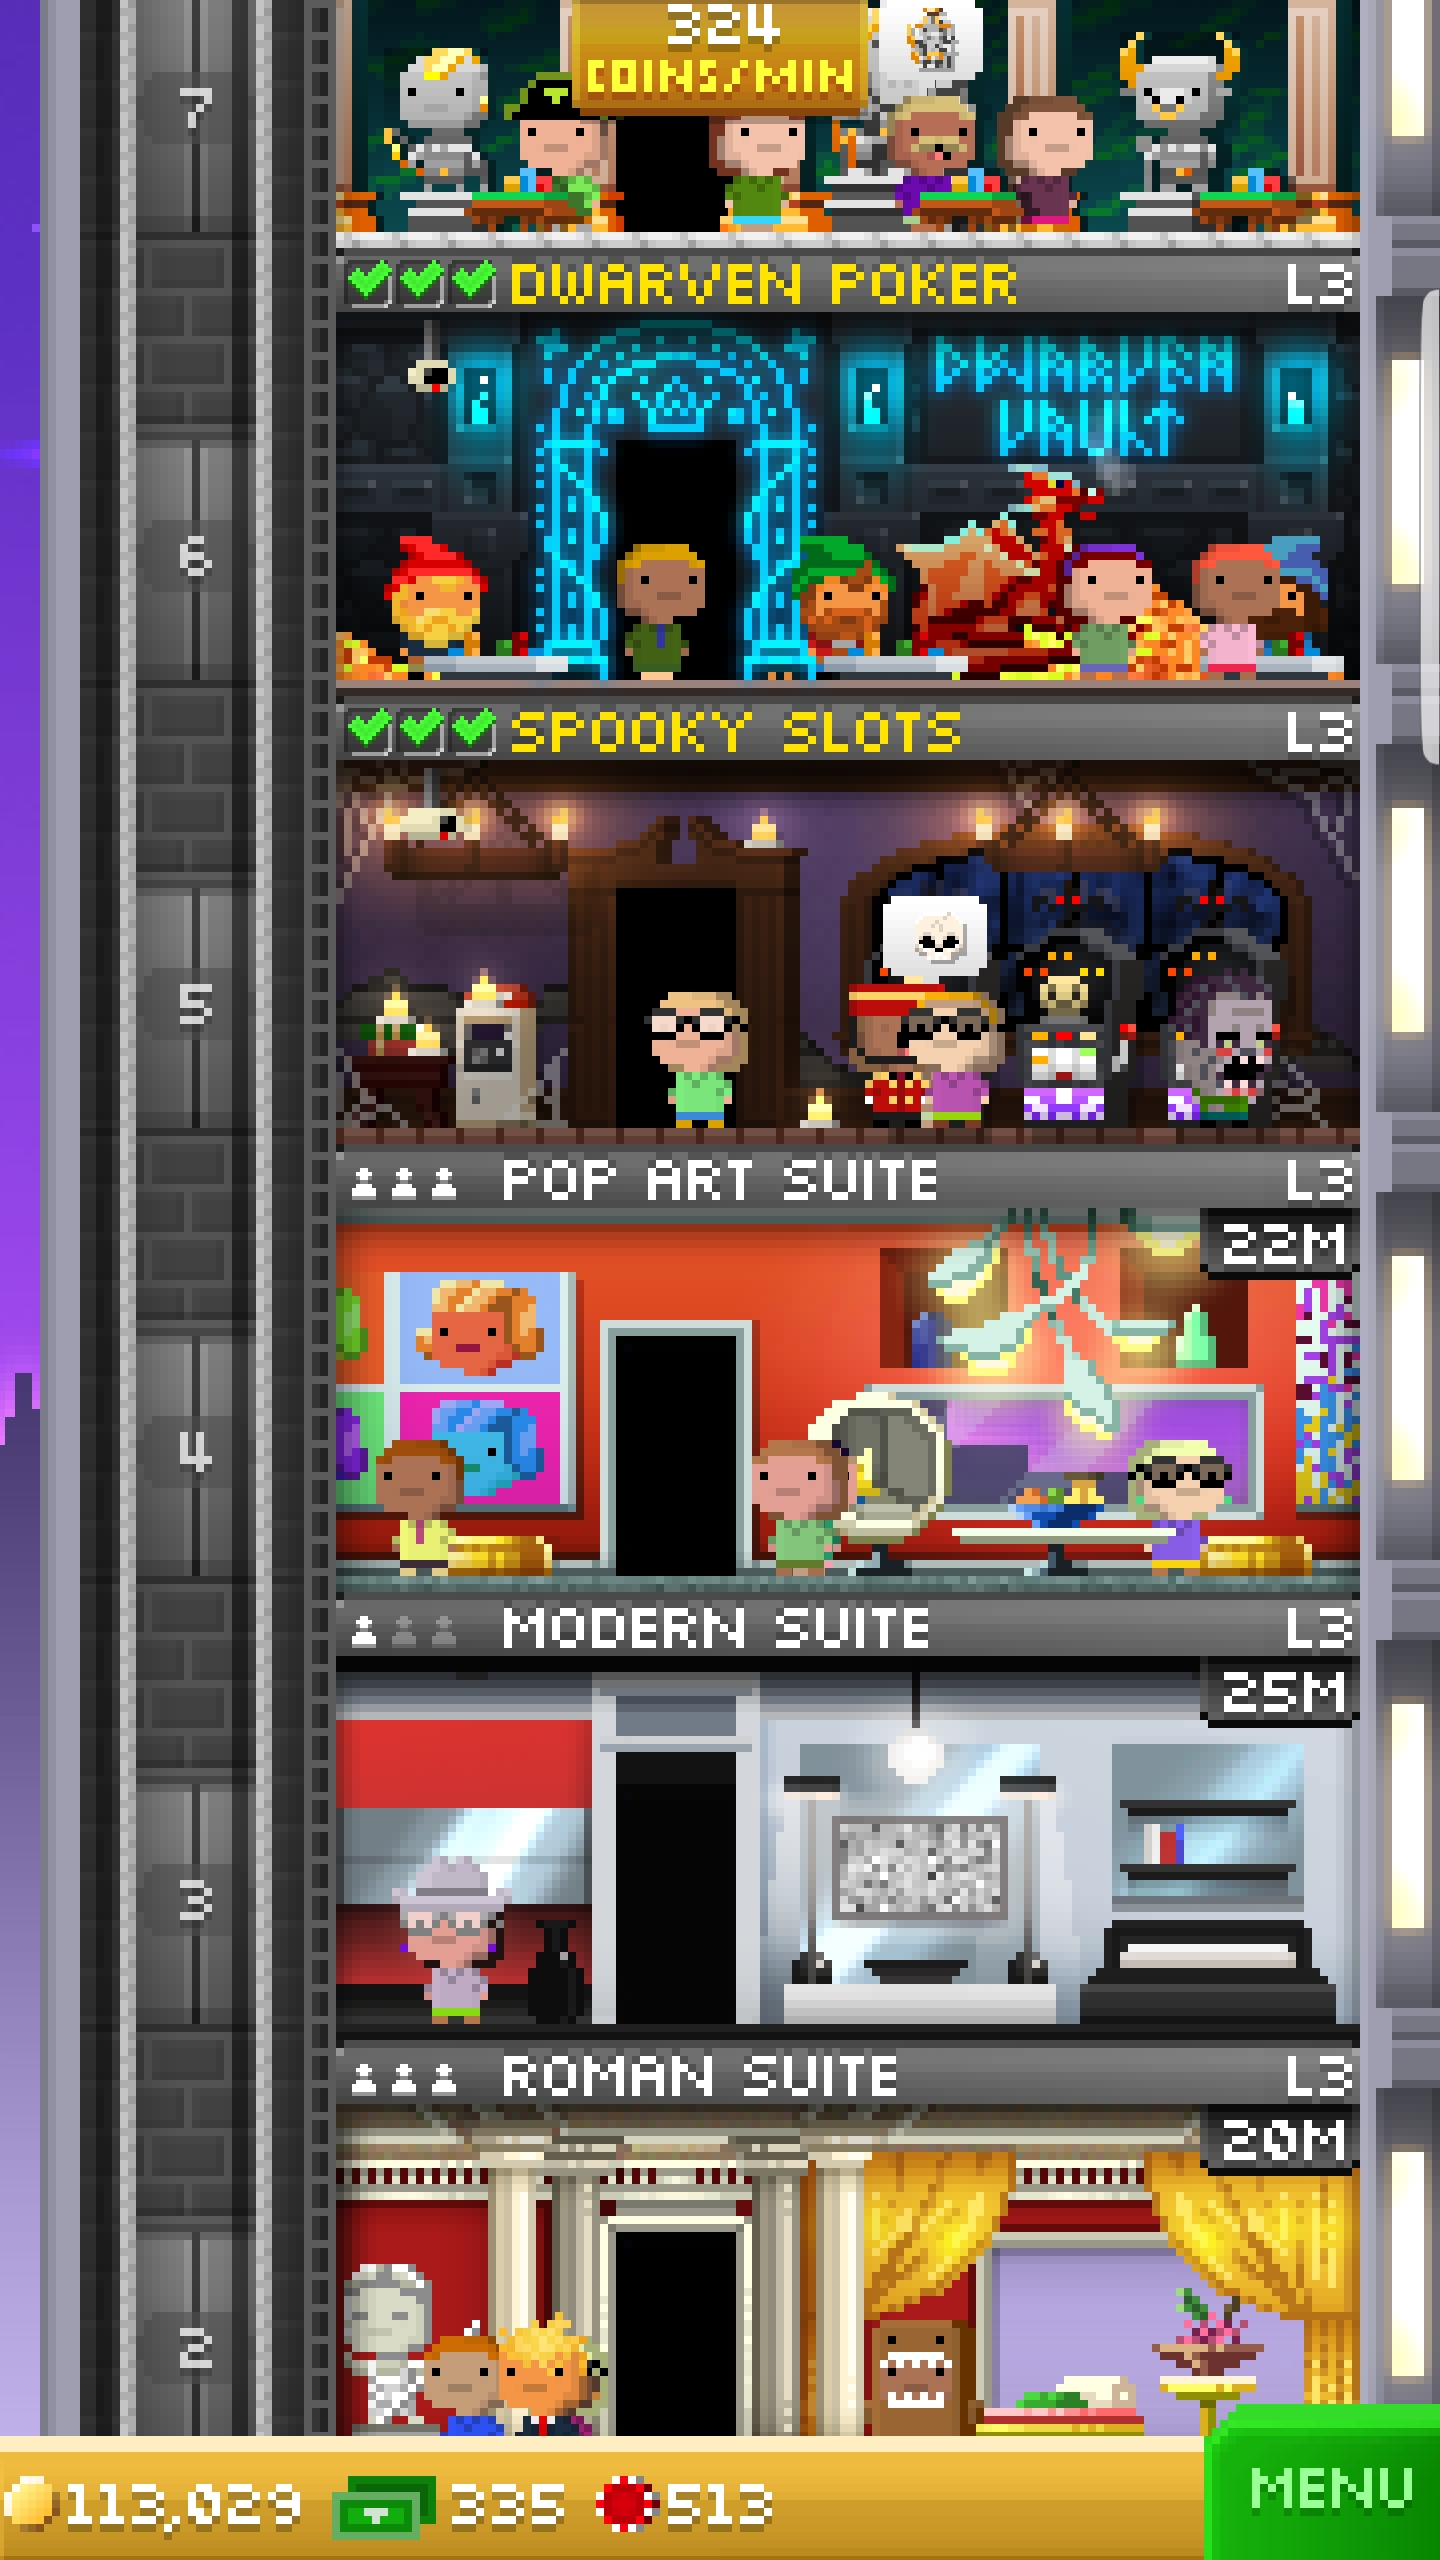 324
COINS/MIN
7
DWARVEN POKER L3
DWARVEN
VAULT
6
SPOOKY SLOTS L3
5
POP ART SUITE L3
22M
4
MODERN SUITE L3
25M
3
ROMAN SUITE L3
20M
2
113,029 335 513 MENU